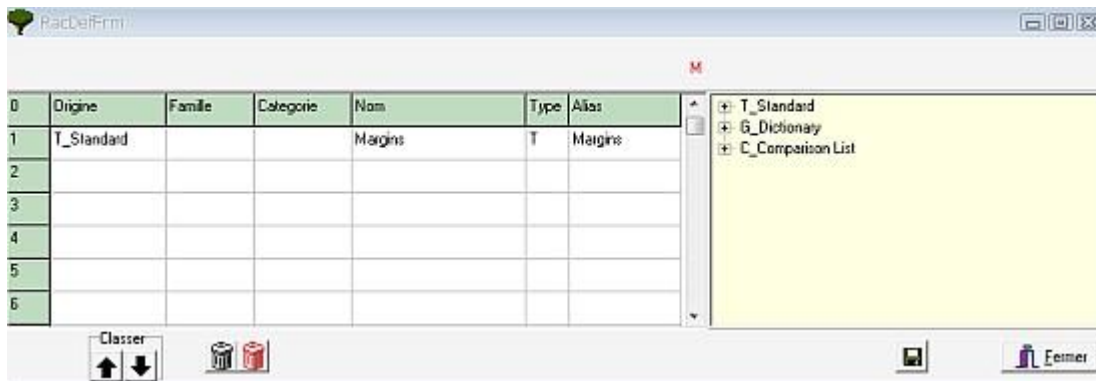 RacDefFrm
M
0 Origine Famille Categorie Nom Type Alias
1 T_Standard Margins T Margins
2
3
4
5
6
T_Standard
G_Dictionary
C_Comparison List
Classer
Fermer